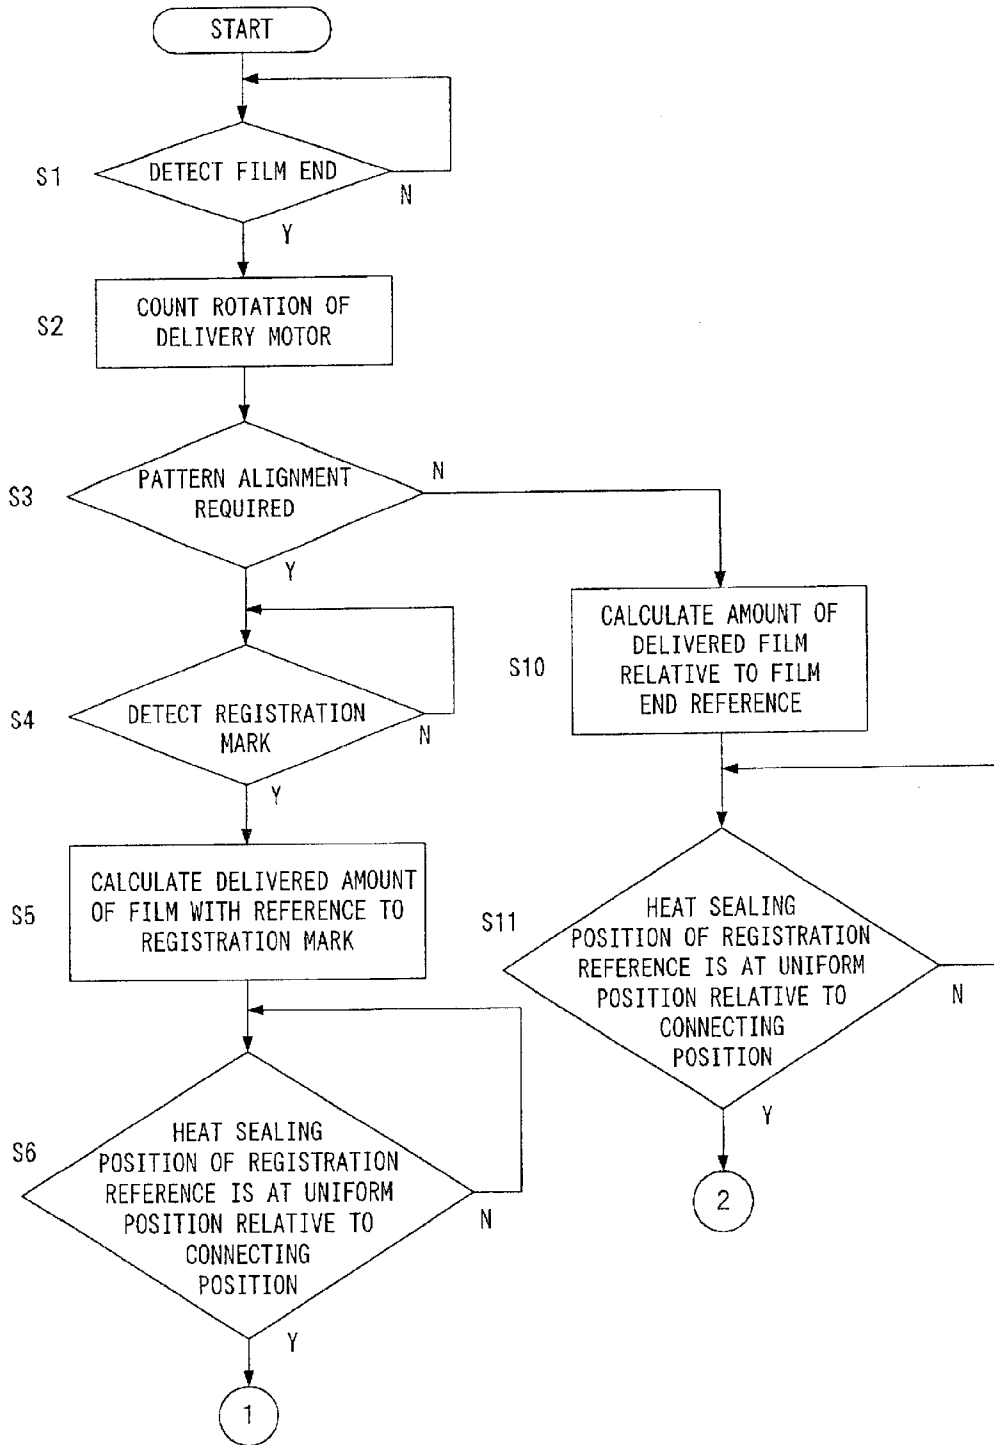 START
S1
DETECT FILM END
N
Y
S2
COUNT ROTATION OF
DELIVERY MOTOR
S3
PATTERN ALIGNMENT
REQUIRED
N
Y
S4
DETECT REGISTRATION
MARK
N
Y
S5
CALCULATE DELIVERED AMOUNT
OF FILM WITH REFERENCE TO
REGISTRATION MARK
S6
HEAT SEALING
POSITION OF REGISTRATION
REFERENCE IS AT UNIFORM
POSITION RELATIVE TO
CONNECTING
POSITION
N
Y
1
S10
CALCULATE AMOUNT OF
DELIVERED FILM
RELATIVE TO FILM
END REFERENCE
S11
HEAT SEALING
POSITION OF REGISTRATION
REFERENCE IS AT UNIFORM
POSITION RELATIVE TO
CONNECTING
POSITION
N
Y
2